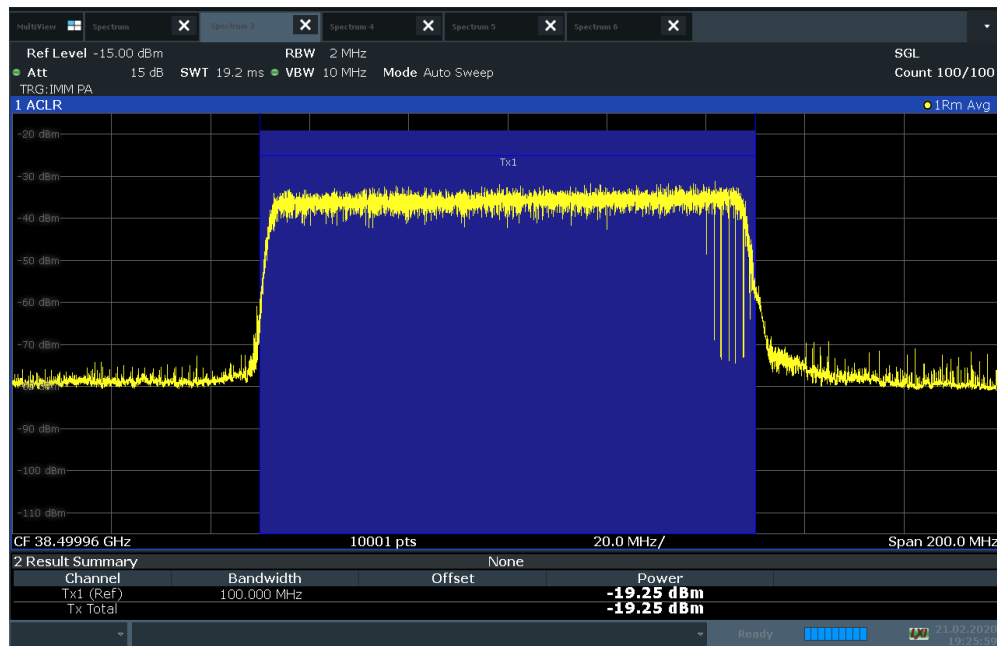 MultiView Spectrum Spectrum 3 Spectrum 4 Spectrum 5 Spectrum 6
Ref Level -15.00 dBm RBW 2 MHz SGL
Att 15 dB SWT 19.2 ms VBW 10 MHz Mode Auto Sweep Count 100/100
TRG:IMM PA
1 ACLR 1Rm Avg
-20 dBm
Tx1
-30 dBm
-40 dBm
-50 dBm
-60 dBm
-70 dBm
-90 dBm
-100 dBm
-110 dBm
CF 38.49996 GHz 10001 pts 20.0 MHz/ Span 200.0 MHz
2 Result Summary None
Channel Bandwidth Offset Power
Tx1 (Ref) 100.000 MHz -19.25 dBm
Tx Total -19.25 dBm
Ready LXI 21.02.2020
19:25:59